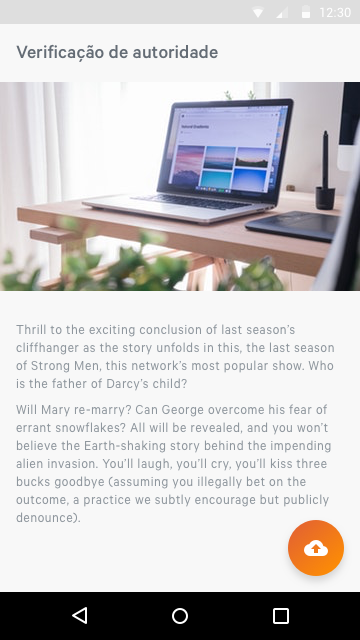 12:30
Verificação de autoridade
Thrill to the exciting conclusion of last season's
cliffhanger as the story unfolds in this, the last season
of Strong Men, this network's most popular show. Who
is the father of Darcy's child?
Will Mary re-marry? Can George overcome his fear of
errant snowflakes? All will be revealed, and you won't
believe the Earth-shaking story behind the impending
alien invasion. You'll laugh, you'll cry, you'll kiss three
bucks goodbye (assuming you illegally bet on the
outcome, a practice we subtly encourage but publicly
denounce).